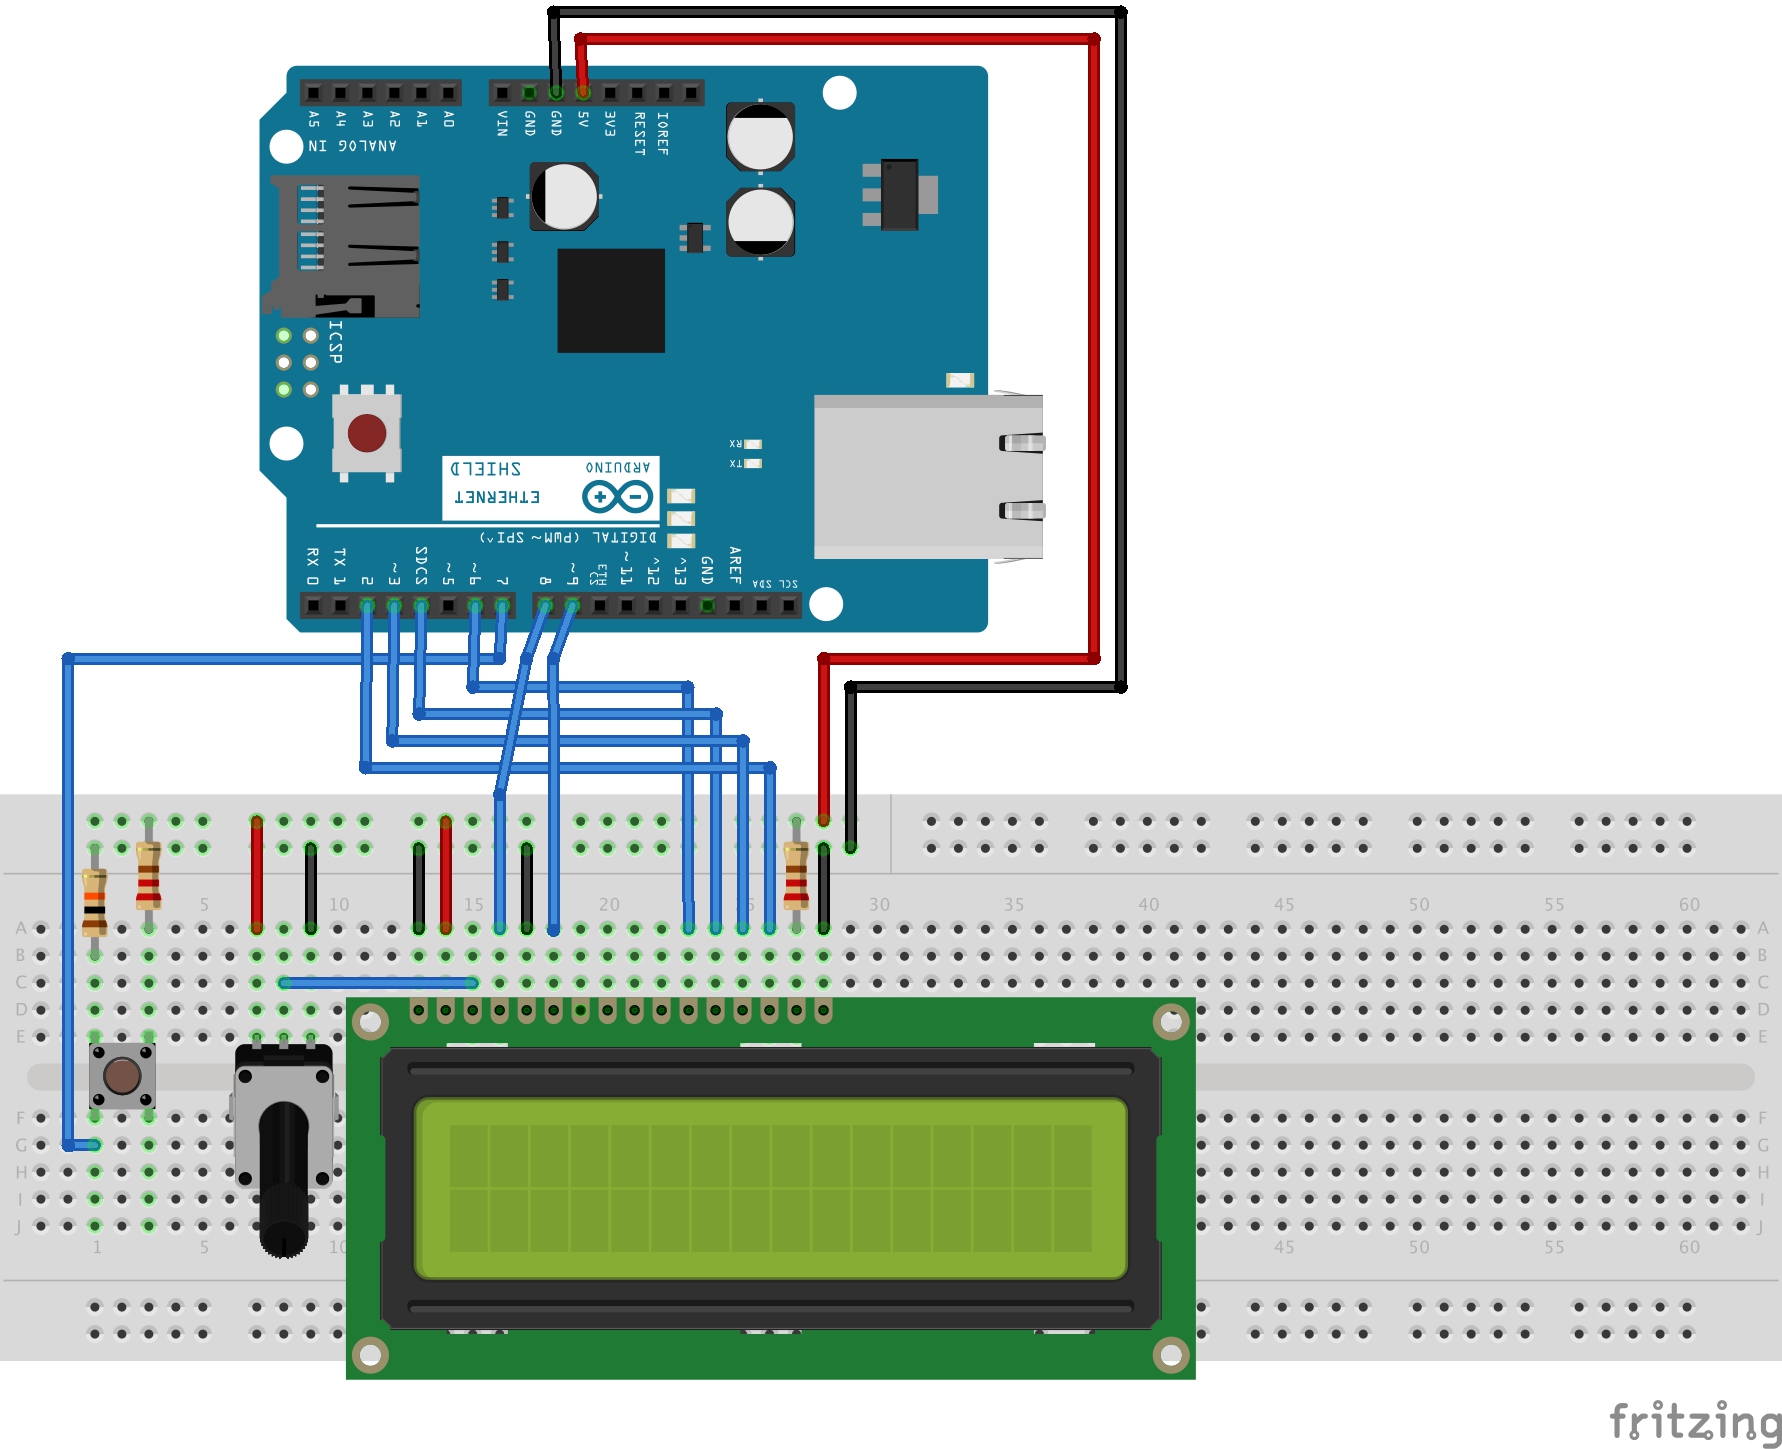 A5 A4 A3 A2 A1 A0
VIN GND GND 5V 3V3 RESET IOREF
ANALOG IN
ICSP
RX
TX
SHIELD ARDUINO
ETHERNET
DIGITAL (PWM~ SPI^)
RX 0 TX 1 2 ~3 SDCS ~5 ~6 7 8 ~9 ETH CS ~11 ^12 ^13 GND AREF SDA SCL
5 10 15 20 25 30 35 40 45 50 55 60
A A
B B
C C
D D
E E
F F
G G
H H
I I
J J
1 5 10 45 50 55 60
fritzing